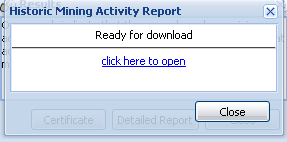 Historic Mining Activity Report
Ready for download
click here to open
Close
Certificate
Detailed Report